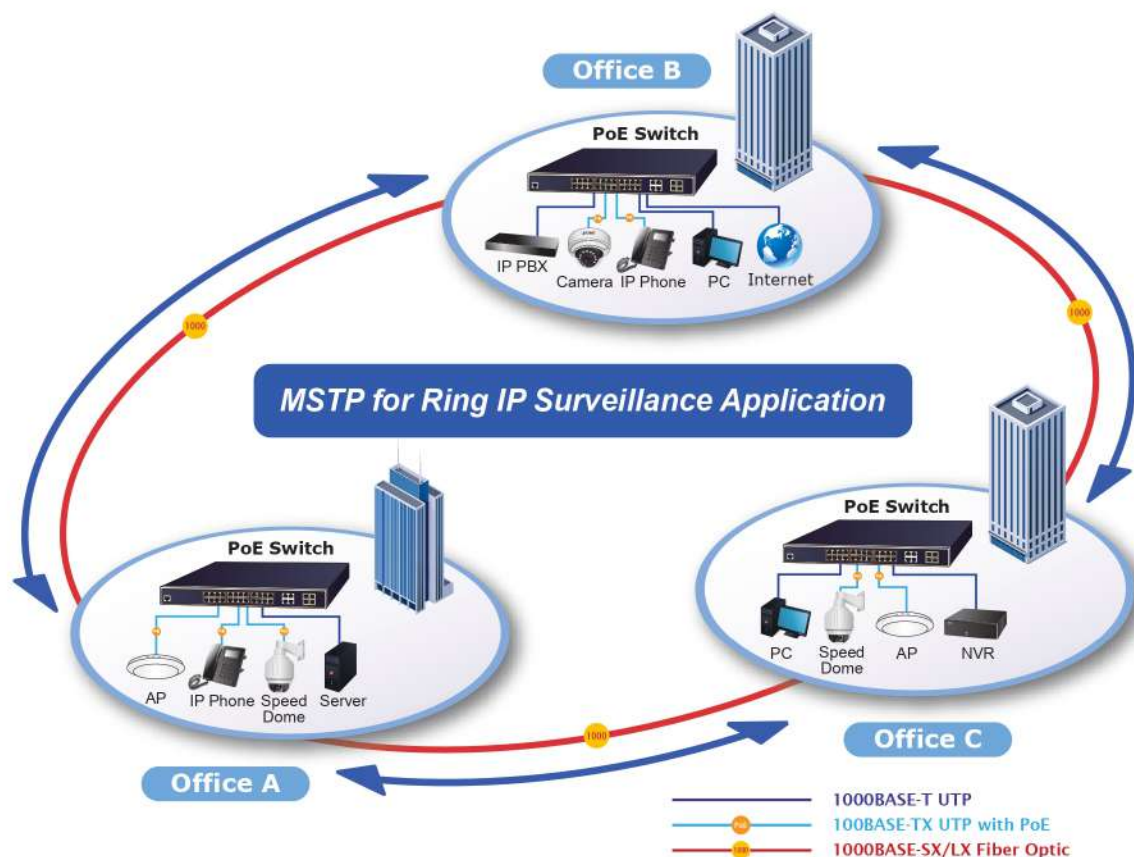 Office B
PoE Switch
IP PBX
Camera
IP Phone
PC
Internet
1000
1000
MSTP for Ring IP Surveillance Application
PoE Switch
AP
IP Phone
Speed
Dome
Server
Office A
PoE Switch
PC
Speed
Dome
AP
NVR
Office C
1000
1000BASE-T UTP
PoE
100BASE-TX UTP with PoE
1000
1000BASE-SX/LX Fiber Optic